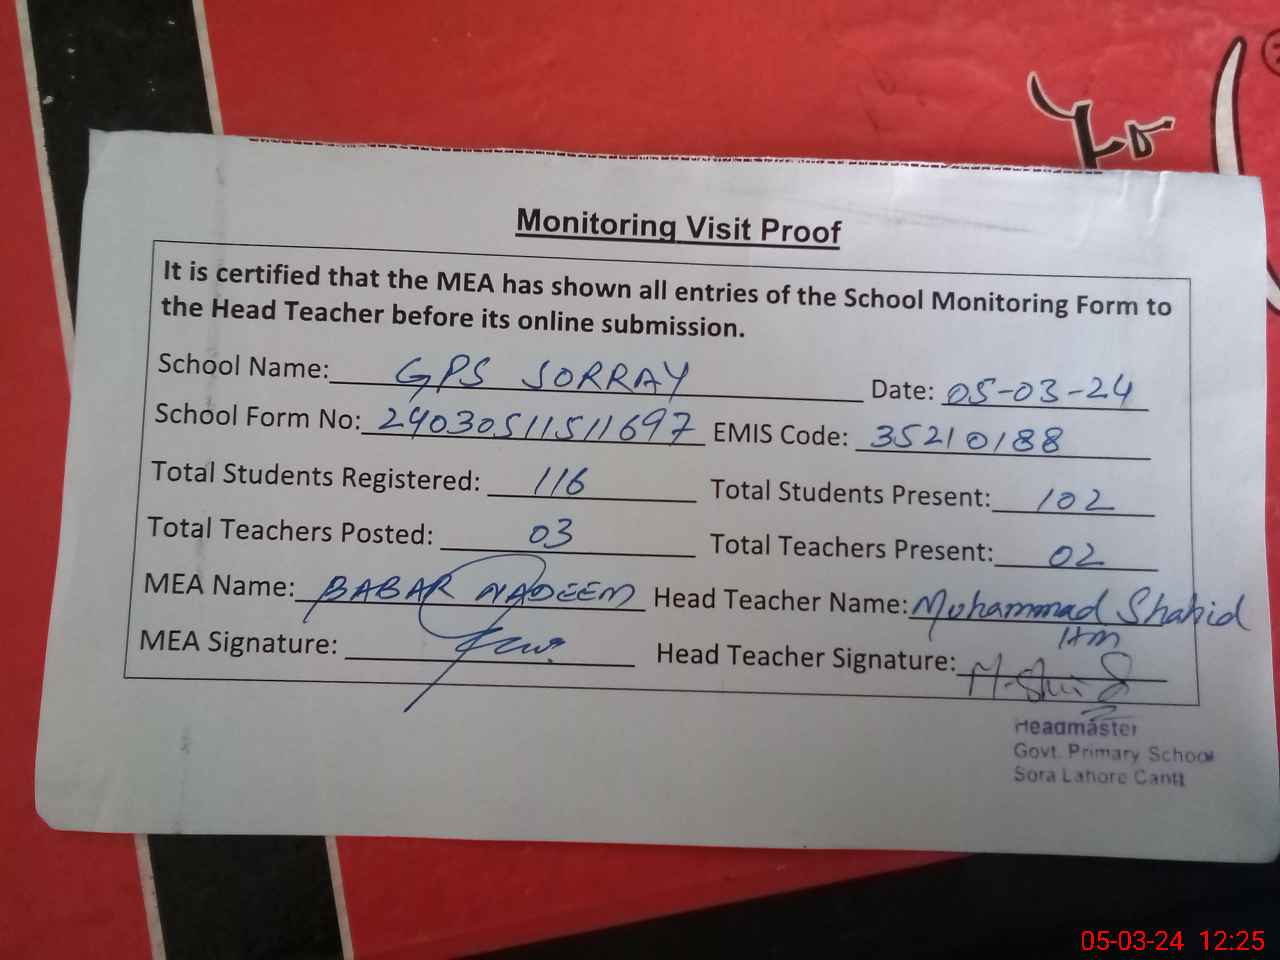 To
Monitoring Visit Proof
It is certified that the MEA has shown all entries of the School Monitoring Form to
the Head Teacher before its online submission.
School Name: GPS SORRAY Date: 05-03-24
School Form No: 24030511511697 EMIS Code: 35210188
Total Students Registered: 116 Total Students Present: 102
Total Teachers Posted: 03 Total Teachers Present: 02
MEA Name: BABAR NADEEM Head Teacher Name: Muhammad Shahid
HM
MEA Signature: Head Teacher Signature:
Headmaster
Govt. Primary School
Sora Lahore Cantt
05-03-24 12:25